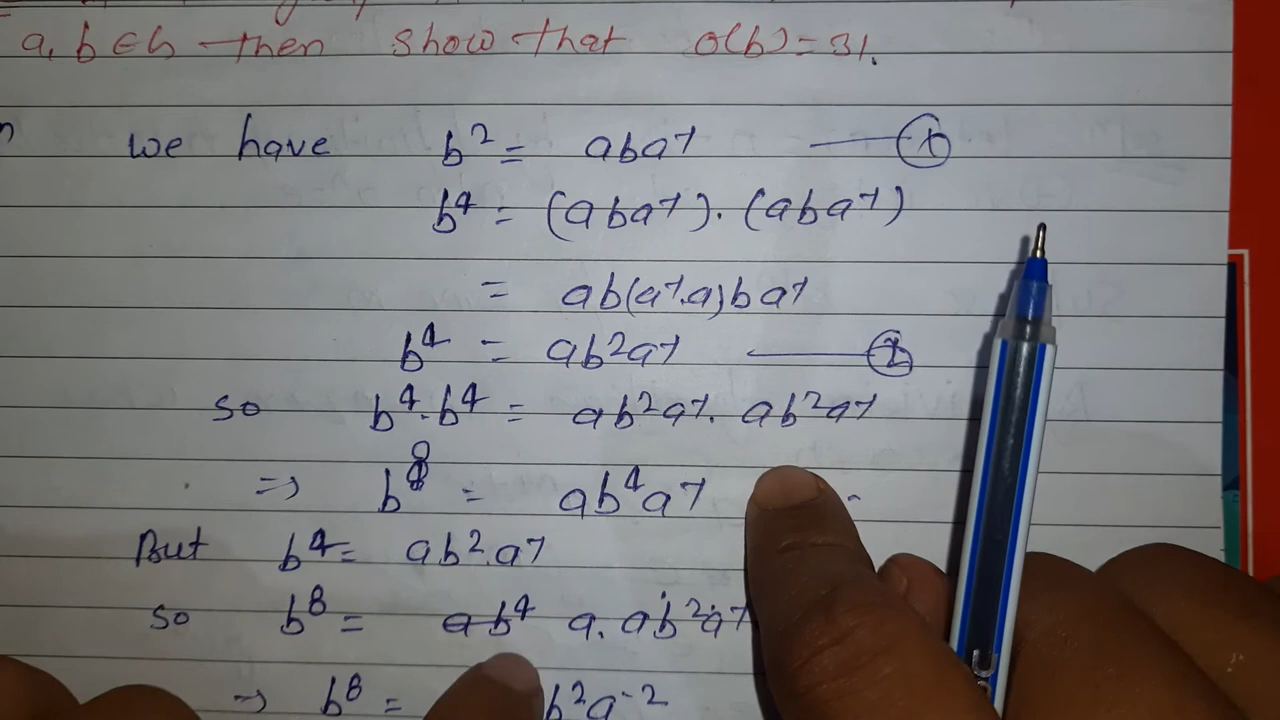 a, b ∈ G then show that O(b) = 31.
We have b² = aba⁻¹ —— ①
b⁴ = (aba⁻¹).(aba⁻¹)
= ab(a⁻¹.a)ba⁻¹
b⁴ = ab²a⁻¹ —— ②
so b⁴.b⁴ = ab²a⁻¹. ab²a⁻¹
⇒ b⁸ = ab⁴a⁻¹
But b⁴ = ab².a⁻¹
so b⁸ = a. ab²a⁻¹
⇒ b⁸ = b²a⁻²